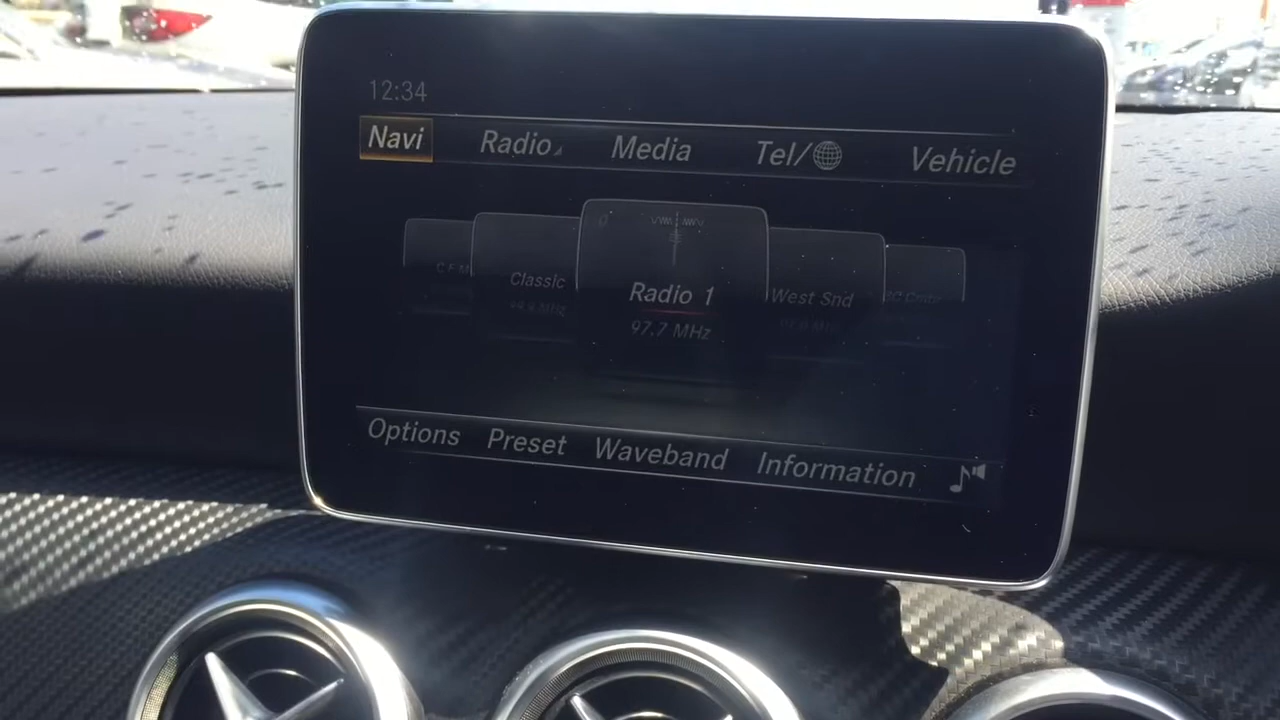 12:34
Navi Radio Media Tel/ Vehicle
Classic Radio 1 West Snd
97.7 MHz
Options Preset Waveband Information